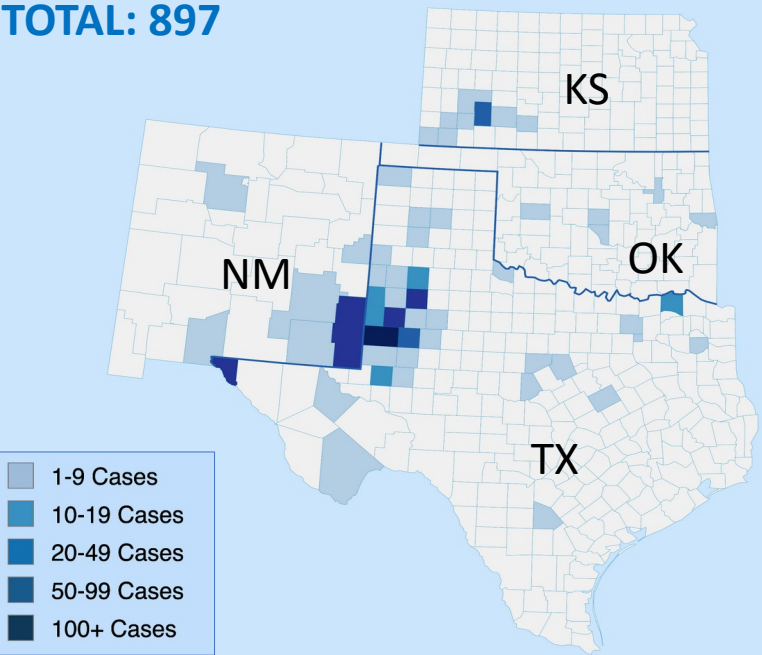 TOTAL: 897
KS
OK
NM
TX
1-9 Cases
10-19 Cases
20-49 Cases
50-99 Cases
100+ Cases